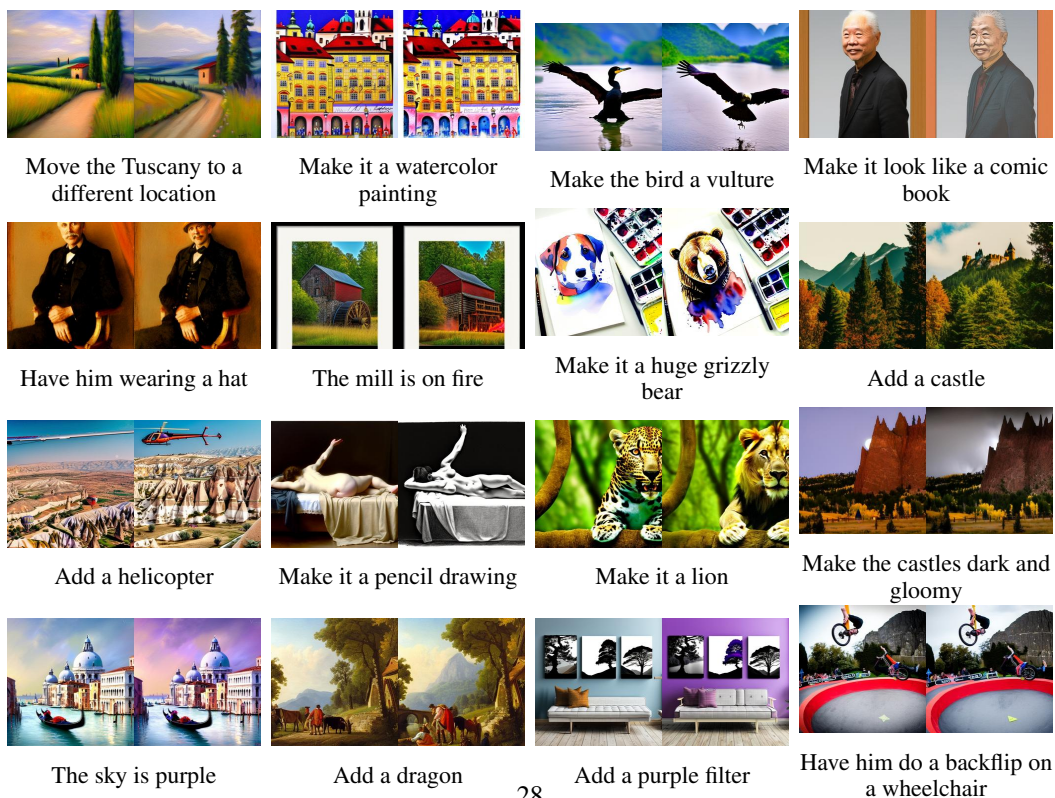 Move the Tuscany to a
different location
Make it a watercolor
painting
Make the bird a vulture
Make it look like a comic
book
Have him wearing a hat
The mill is on fire
Make it a huge grizzly
bear
Add a castle
Add a helicopter
Make it a pencil drawing
Make it a lion
Make the castles dark and
gloomy
The sky is purple
Add a dragon
Add a purple filter
Have him do a backflip on
a wheelchair
28